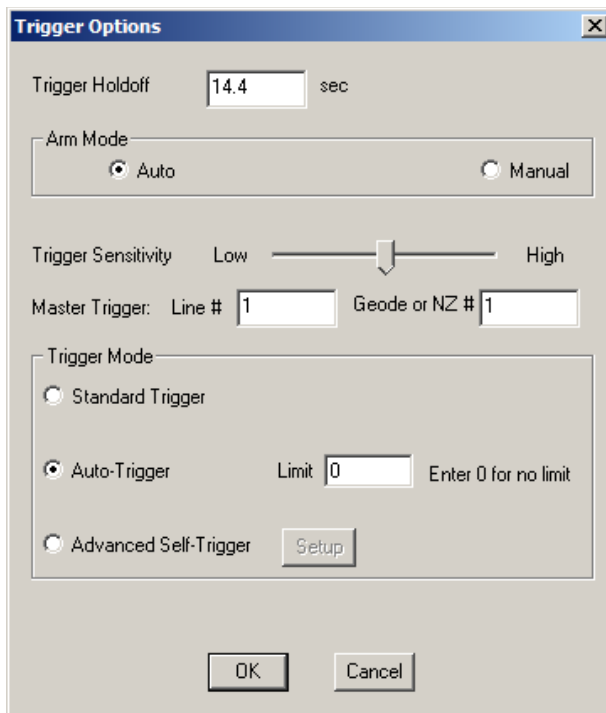 Trigger Options
Trigger Holdoff 14.4 sec
Arm Mode
Auto Manual
Trigger Sensitivity Low High
Master Trigger: Line # 1 Geode or NZ # 1
Trigger Mode
Standard Trigger
Auto-Trigger Limit 0 Enter 0 for no limit
Advanced Self-Trigger Setup
OK Cancel